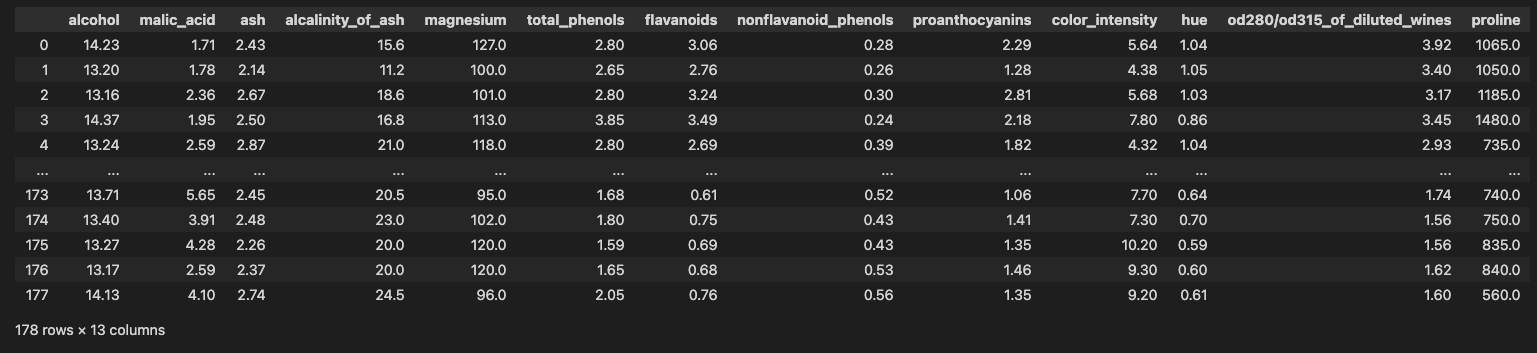 alcohol malic_acid ash alcalinity_of_ash magnesium total_phenols flavanoids nonflavanoid_phenols proanthocyanins color_intensity hue od280/od315_of_diluted_wines proline
0 14.23 1.71 2.43 15.6 127.0 2.80 3.06 0.28 2.29 5.64 1.04 3.92 1065.0
1 13.20 1.78 2.14 11.2 100.0 2.65 2.76 0.26 1.28 4.38 1.05 3.40 1050.0
2 13.16 2.36 2.67 18.6 101.0 2.80 3.24 0.30 2.81 5.68 1.03 3.17 1185.0
3 14.37 1.95 2.50 16.8 113.0 3.85 3.49 0.24 2.18 7.80 0.86 3.45 1480.0
4 13.24 2.59 2.87 21.0 118.0 2.80 2.69 0.39 1.82 4.32 1.04 2.93 735.0
... ... ... ... ... ... ... ... ... ... ... ... ... ...
173 13.71 5.65 2.45 20.5 95.0 1.68 0.61 0.52 1.06 7.70 0.64 1.74 740.0
174 13.40 3.91 2.48 23.0 102.0 1.80 0.75 0.43 1.41 7.30 0.70 1.56 750.0
175 13.27 4.28 2.26 20.0 120.0 1.59 0.69 0.43 1.35 10.20 0.59 1.56 835.0
176 13.17 2.59 2.37 20.0 120.0 1.65 0.68 0.53 1.46 9.30 0.60 1.62 840.0
177 14.13 4.10 2.74 24.5 96.0 2.05 0.76 0.56 1.35 9.20 0.61 1.60 560.0
178 rows × 13 columns